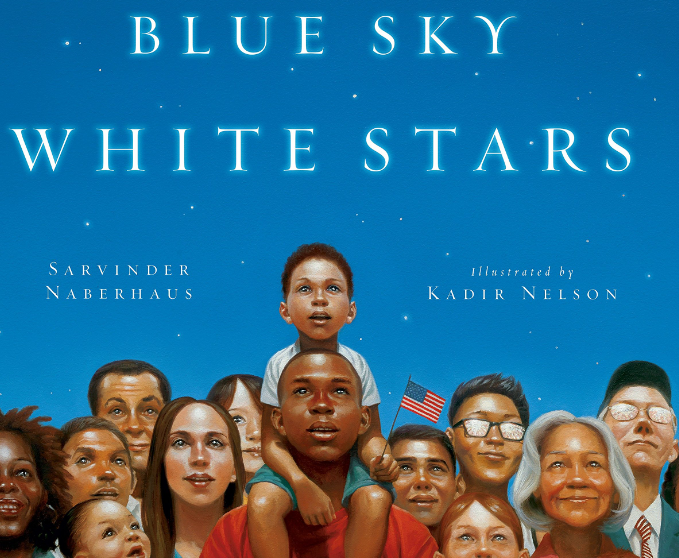 BLUE SKY
WHITE STARS
SARVINDER
NABERHAUS
Illustrated by
KADIR NELSON